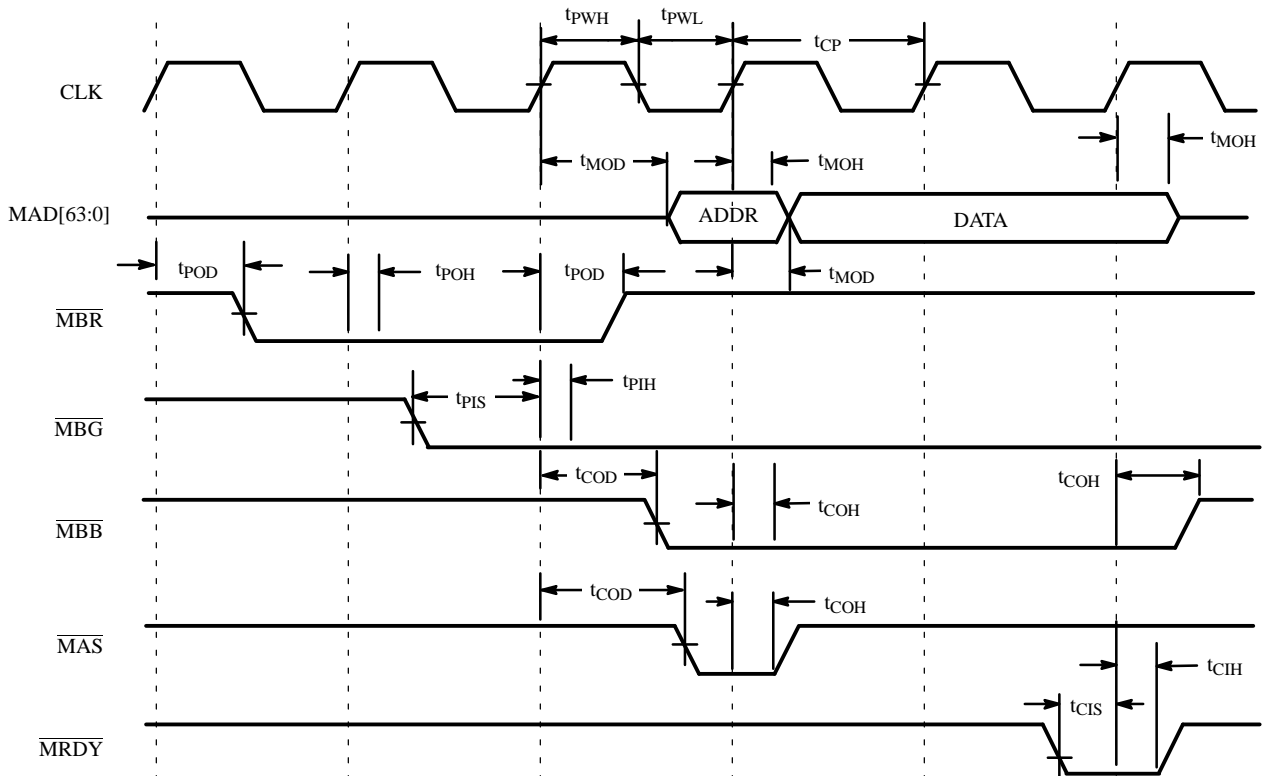 tPWH tPWL
tCP
CLK
tMOD tMOH tMOH
MAD[63:0] ADDR DATA
tPOD tPOH tPOD tMOD
MBR
tPIS tPIH
MBG
tCOD tCOH tCOH
MBB
tCOD tCOH
MAS
tCIH
tCIS
MRDY